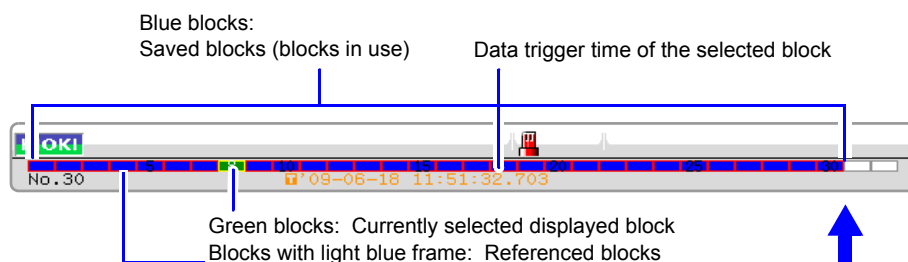 Blue blocks:
Saved blocks (blocks in use)
Data trigger time of the selected block
HIOKI
5 8 10 15 20 25 30
No.30
T'09-06-18 11:51:32.703
Green blocks: Currently selected displayed block
Blocks with light blue frame: Referenced blocks